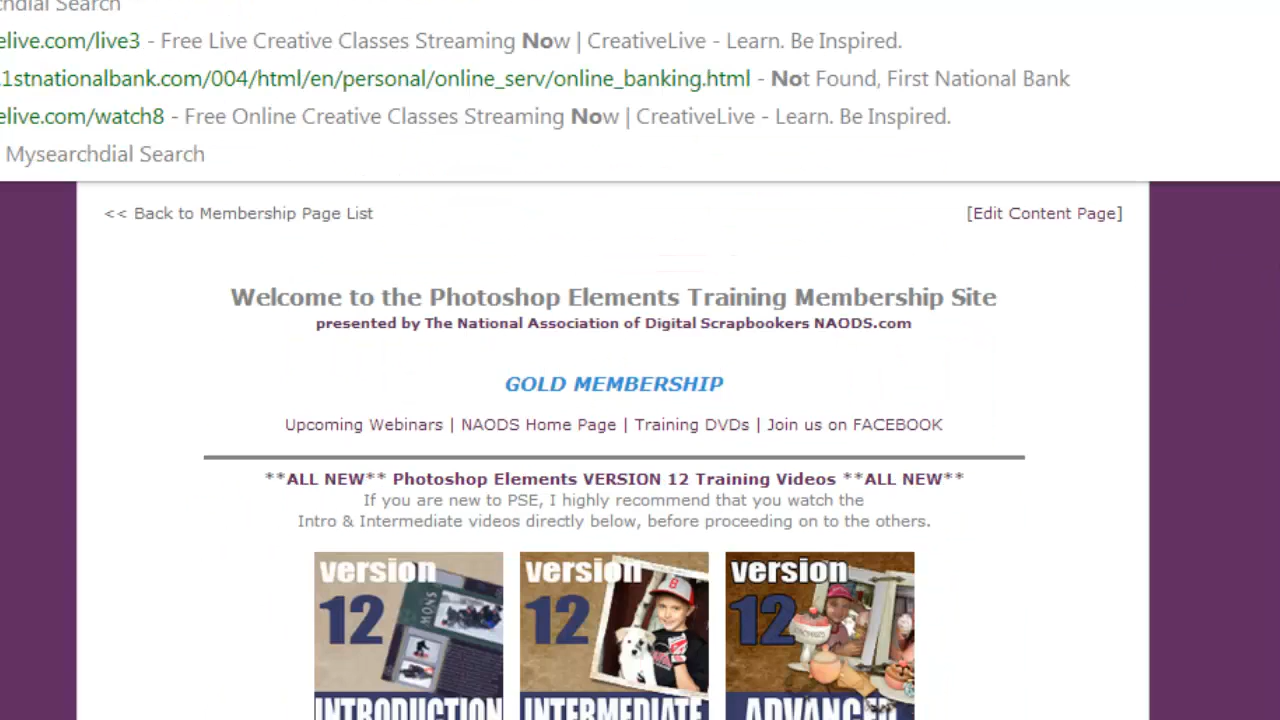 rchdial Search
elive.com/live3 - Free Live Creative Classes Streaming Now | CreativeLive - Learn. Be Inspired.
.1stnationalbank.com/004/html/en/personal/online_serv/online_banking.html - Not Found, First National Bank
elive.com/watch8 - Free Online Creative Classes Streaming Now | CreativeLive - Learn. Be Inspired.
Mysearchdial Search
<< Back to Membership Page List
[Edit Content Page]
Welcome to the Photoshop Elements Training Membership Site
presented by The National Association of Digital Scrapbookers NAODS.com
GOLD MEMBERSHIP
Upcoming Webinars | NAODS Home Page | Training DVDs | Join us on FACEBOOK
**ALL NEW** Photoshop Elements VERSION 12 Training Videos **ALL NEW**
If you are new to PSE, I highly recommend that you watch the
Intro & Intermediate videos directly below, before proceeding on to the others.
version 12 INTRODUCTION
version 12 INTERMEDIATE
version 12 ADVANCED